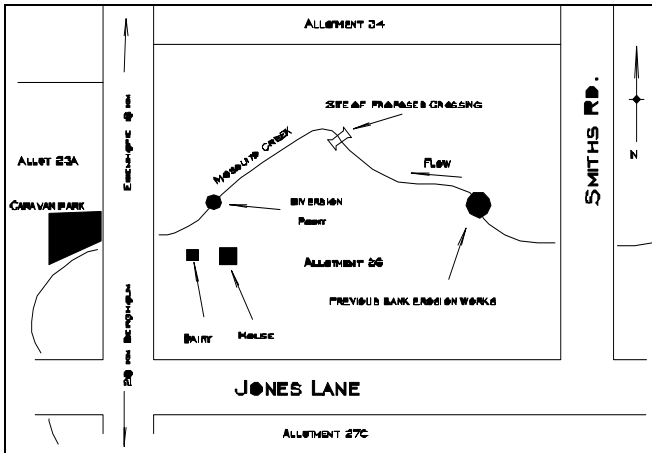 ALLOTMENT 34
SITE OF PROPOSED CROSSING
MOSQUITO CREEK
FLOW
SMITHS RD.
N
ALLOT 23A
CARAVAN PARK
DIVERSION
POINT
ALLOTMENT 26
PREVIOUS BANK EROSION WORKS
DAIRY
HOUSE
JONES LANE
ALLOTMENT 27C